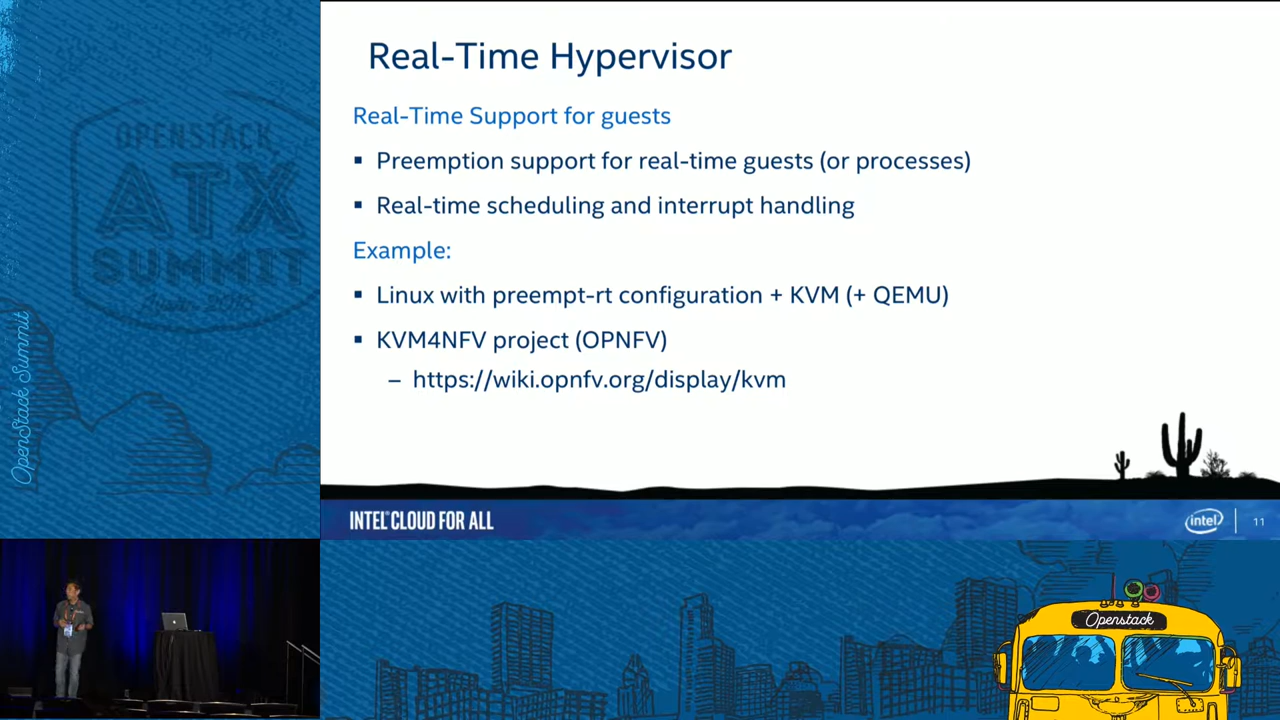 Real-Time Hypervisor
Real-Time Support for guests
▪ Preemption support for real-time guests (or processes)
▪ Real-time scheduling and interrupt handling
Example:
▪ Linux with preempt-rt configuration + KVM (+ QEMU)
▪ KVM4NFV project (OPNFV)
– https://wiki.opnfv.org/display/kvm
INTEL® CLOUD FOR ALL
intel
11
OPENSTACK
ATX
SUMMIT
OpenStack Summit
Openstack